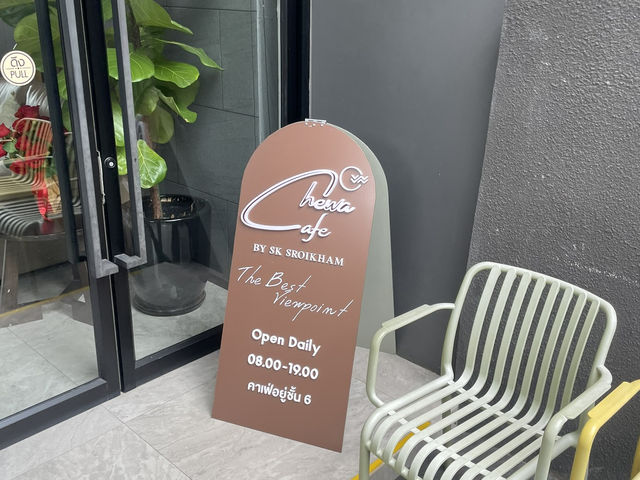 ดึง
PULL
Chewa
Cafe
BY SK SROIKHAM
The Best
Viewpoint
Open Daily
08.00-19.00
คาเฟ่อยู่ชั้น 6